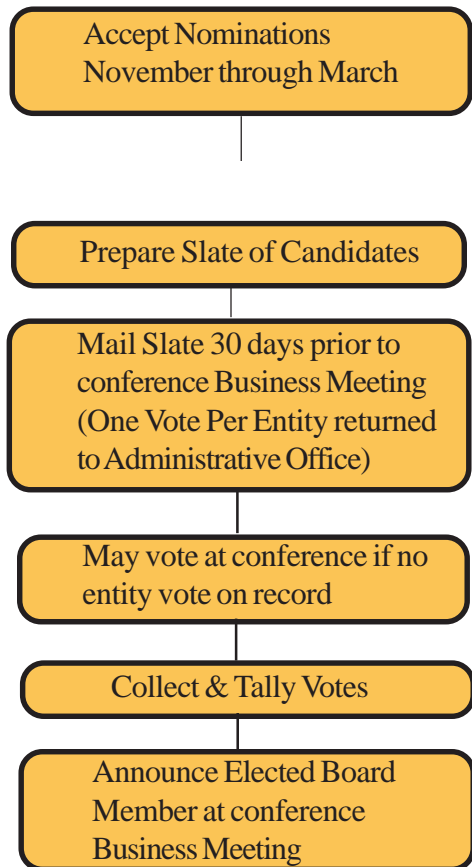 Accept Nominations
November through March
Prepare Slate of Candidates
Mail Slate 30 days prior to
conference Business Meeting
(One Vote Per Entity returned
to Administrative Office)
May vote at conference if no
entity vote on record
Collect & Tally Votes
Announce Elected Board
Member at conference
Business Meeting